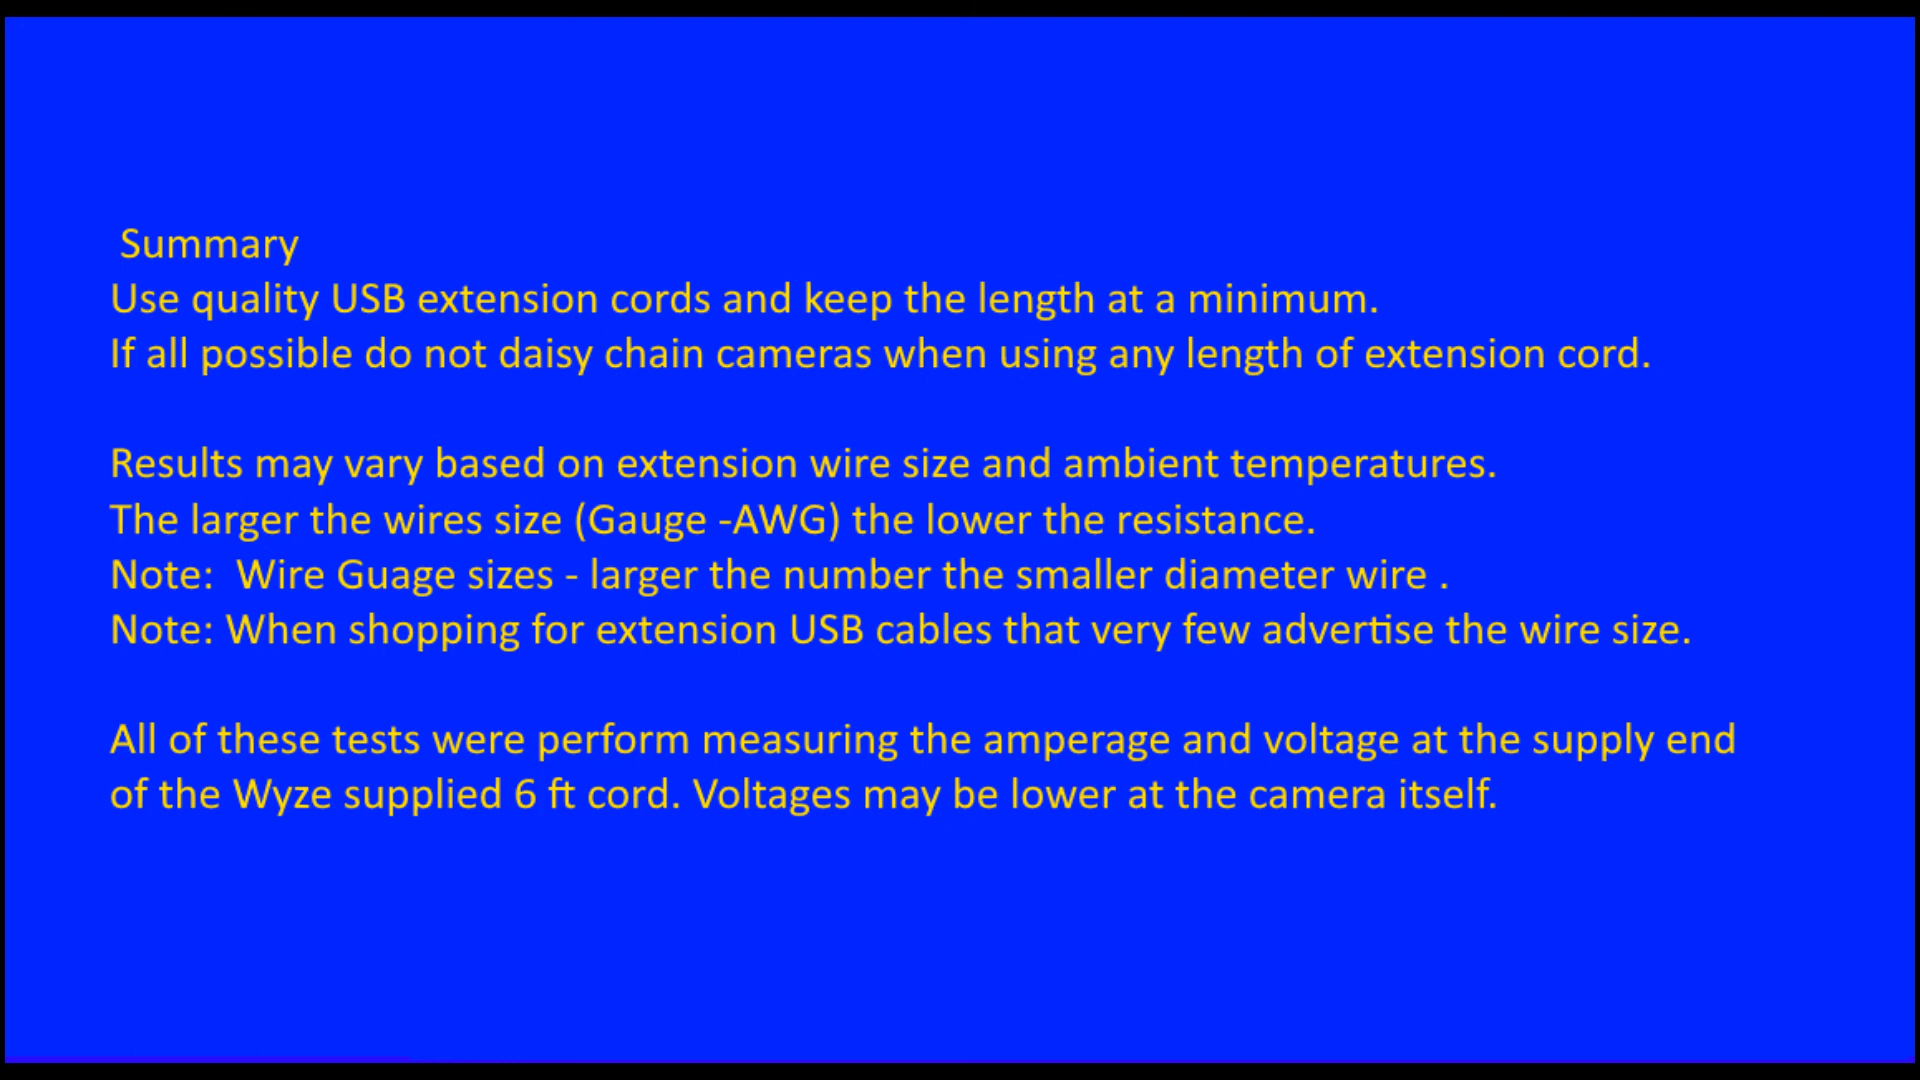 Summary
Use quality USB extension cords and keep the length at a minimum.
If all possible do not daisy chain cameras when using any length of extension cord.
Results may vary based on extension wire size and ambient temperatures.
The larger the wires size (Gauge -AWG) the lower the resistance.
Note:  Wire Guage sizes - larger the number the smaller diameter wire .
Note: When shopping for extension USB cables that very few advertise the wire size.
All of these tests were perform measuring the amperage and voltage at the supply end
of the Wyze supplied 6 ft cord. Voltages may be lower at the camera itself.